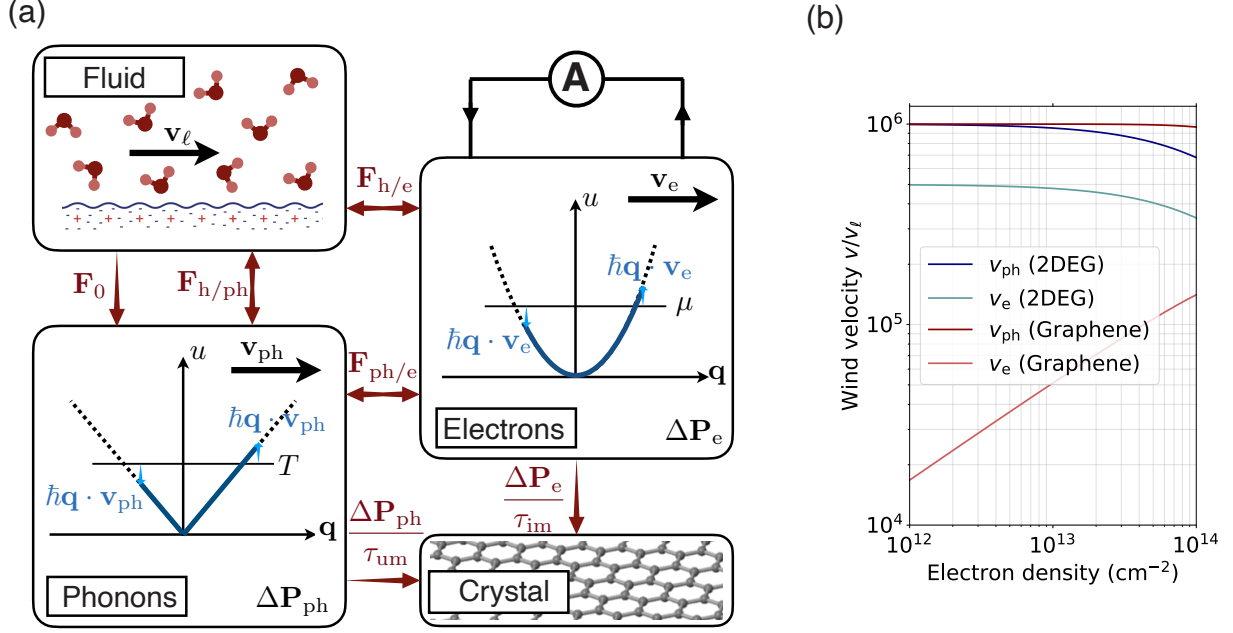 (a)
Fluid
v_ℓ
F_0
F_h/ph
F_h/e
F_ph/e
A
v_e
u
ħq · v_e
μ
ħq · v_e
q
Electrons
ΔP_e
v_ph
u
ħq · v_ph
T
ħq · v_ph
q
Phonons
ΔP_ph
ΔP_ph
τ_um
ΔP_e
τ_im
Crystal
(b)
Wind velocity v/v_ℓ
10^6
10^5
10^4
v_ph (2DEG)
v_e (2DEG)
v_ph (Graphene)
v_e (Graphene)
10^12
10^13
10^14
Electron density (cm^−2)